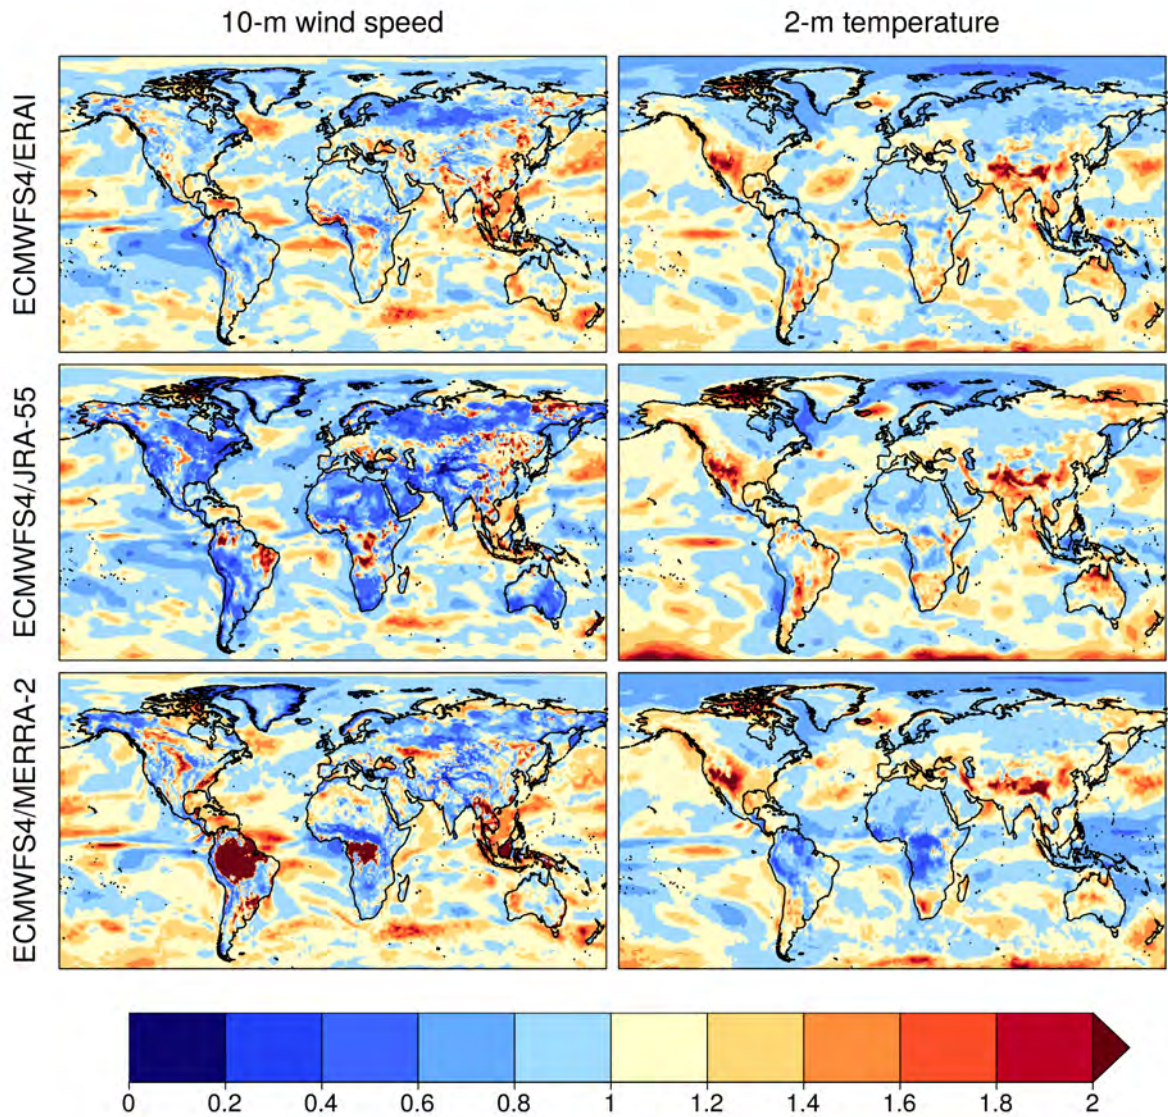 10-m wind speed 2-m temperature
ECMWFS4/ERAI
ECMWFS4/JRA-55
ECMWFS4/MERRA-2
0 0.2 0.4 0.6 0.8 1 1.2 1.4 1.6 1.8 2